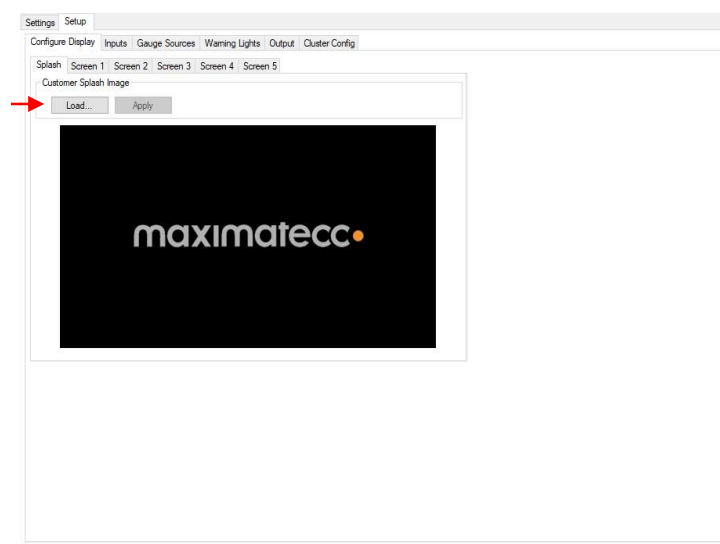 Settings Setup
Configure Display Inputs Gauge Sources Warning Lights Output Cluster Config
Splash Screen 1 Screen 2 Screen 3 Screen 4 Screen 5
Customer Splash Image
Load... Apply
maximatecc